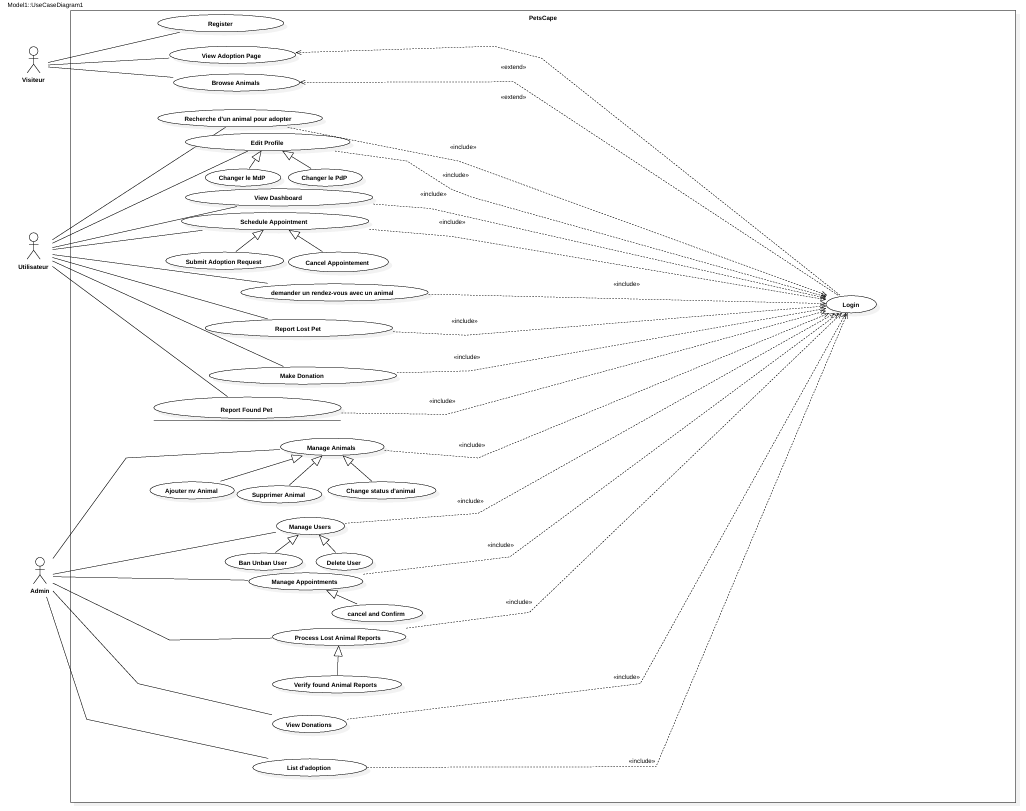 Model1::UseCaseDiagram1
PetsCape
Register
View Adoption Page
«extend»
Visiteur
Browse Animals
«extend»
Recherche d'un animal pour adopter
Edit Profile
«include»
Changer le MdP
Changer le PdP
«include»
View Dashboard
«include»
Schedule Appointment
«include»
Utilisateur
Submit Adoption Request
Cancel Appointement
demander un rendez-vous avec un animal
«include»
Login
Report Lost Pet
«include»
Make Donation
«include»
Report Found Pet
«include»
Manage Animals
«include»
Ajouter nv Animal
Supprimer Animal
Change status d'animal
«include»
Manage Users
Ban Unban User
Delete User
«include»
Manage Appointments
Admin
cancel and Confirm
«include»
Process Lost Animal Reports
Verify found Animal Reports
«include»
View Donations
List d'adoption
«include»